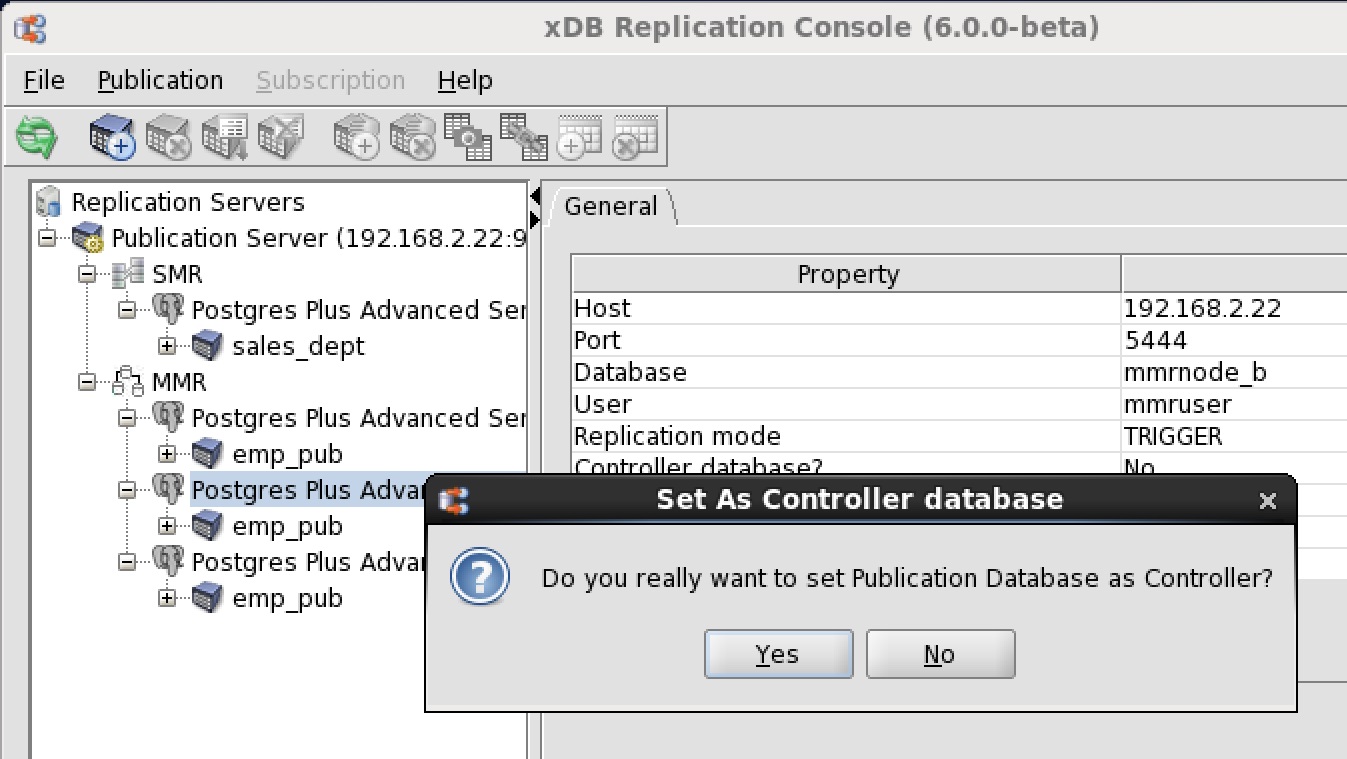 xDB Replication Console (6.0.0-beta)
File Publication Subscription Help
Replication Servers
Publication Server (192.168.2.22:9
SMR
Postgres Plus Advanced Ser
sales_dept
MMR
Postgres Plus Advanced Ser
emp_pub
Postgres Plus Adva
emp_pub
Postgres Plus Advan
emp_pub
General
Property
Host 192.168.2.22
Port 5444
Database mmrnode_b
User mmruser
Replication mode TRIGGER
Controller database? No
Set As Controller database
Do you really want to set Publication Database as Controller?
Yes No